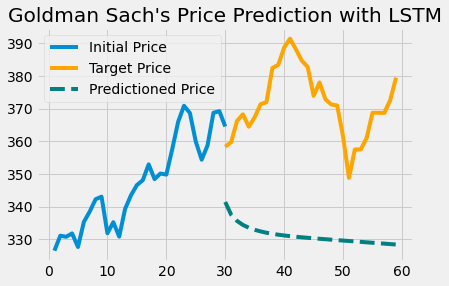 Goldman Sach's Price Prediction with LSTM
Initial Price
Target Price
Predictioned Price
390
380
370
360
350
340
330
0 10 20 30 40 50 60